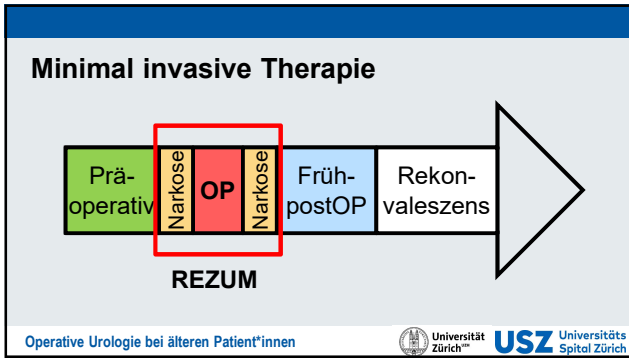 Minimal invasive Therapie
Prä-
operativ
Narkose
OP
Narkose
Früh-
postOP
Rekon-
valeszens
REZUM
Operative Urologie bei älteren Patient*innen
Universität
Zürich UZH
USZ Universitäts
Spital Zürich